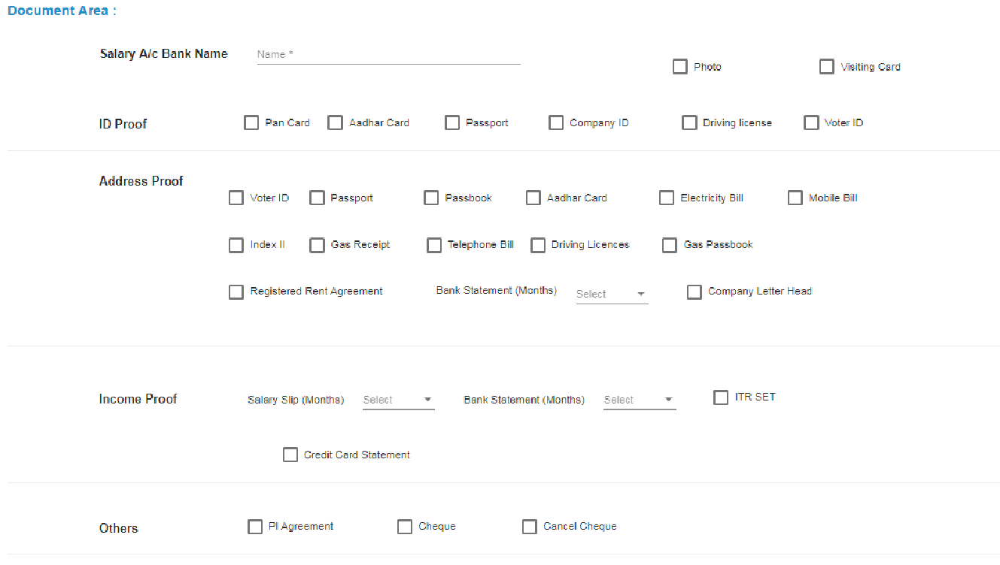 Document Area :
Salary A/c Bank Name Name * Photo Visiting Card
ID Proof Pan Card Aadhar Card Passport Company ID Driving license Voter ID
Address Proof
Voter ID Passport Passbook Aadhar Card Electricity Bill Mobile Bill
Index II Gas Receipt Telephone Bill Driving Licences Gas Passbook
Registered Rent Agreement Bank Statement (Months) Select Company Letter Head
Income Proof Salary Slip (Months) Select Bank Statement (Months) Select ITR SET
Credit Card Statement
Others PI Agreement Cheque Cancel Cheque